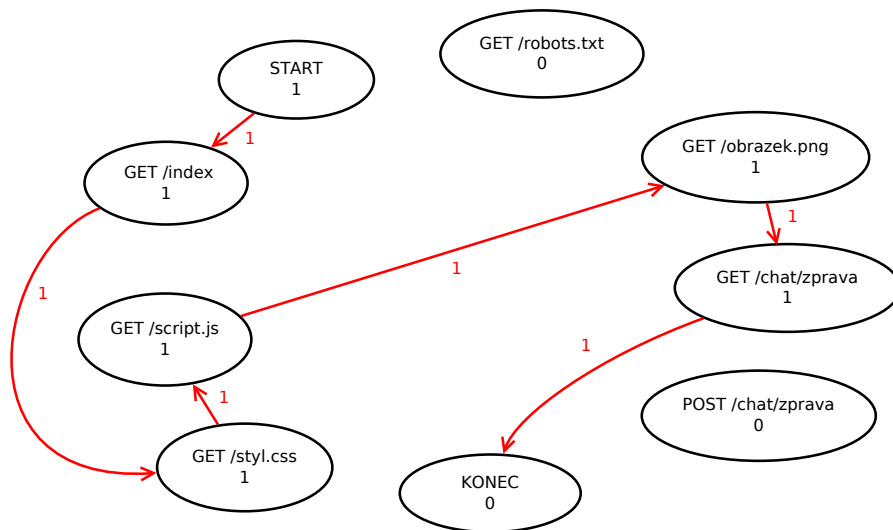 GET /robots.txt
0
START
1
1
GET /obrazek.png
1
GET /index
1
1
1
GET /chat/zprava
1
1
GET /script.js
1
1
1
POST /chat/zprava
0
GET /styl.css
1
KONEC
0